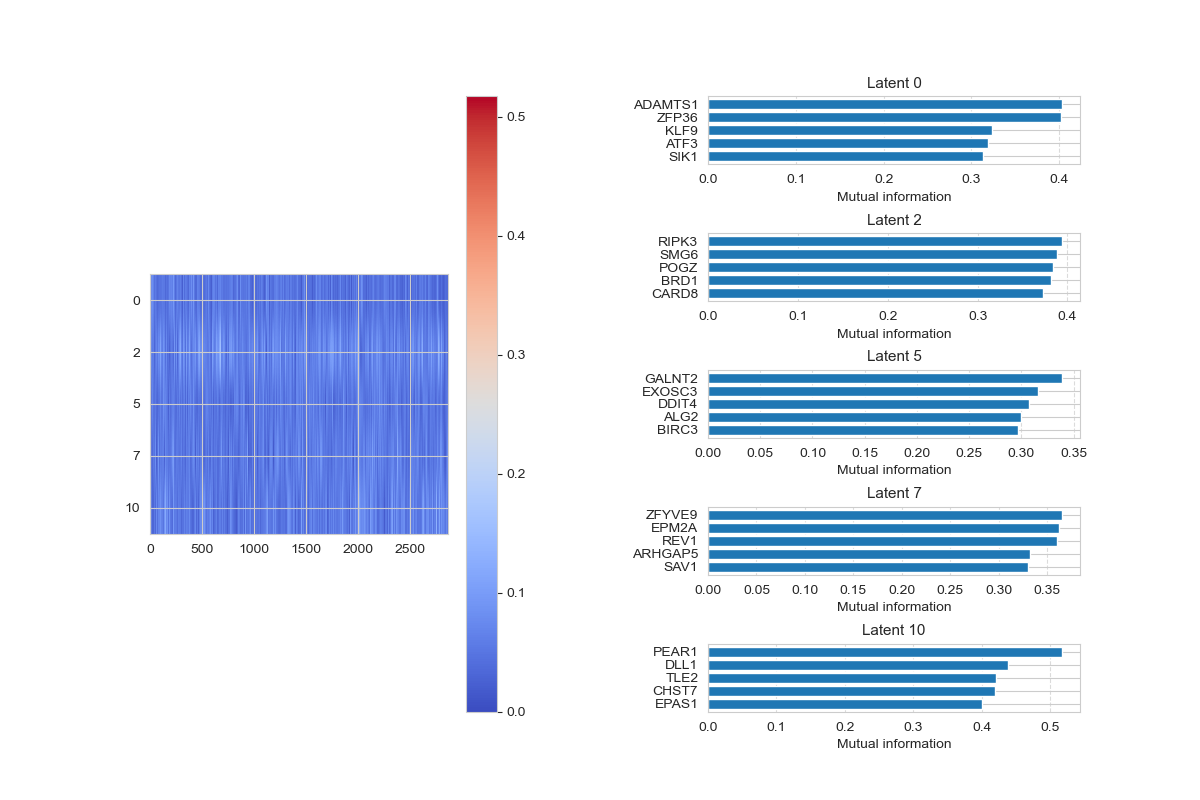 0
2
5
7
10
0
500
1000
1500
2000
2500
0.5
0.4
0.3
0.2
0.1
0.0
Latent 0
ADAMTS1
ZFP36
KLF9
ATF3
SIK1
0.0 0.1 0.2 0.3 0.4
Mutual information
Latent 2
RIPK3
SMG6
POGZ
BRD1
CARD8
0.0 0.1 0.2 0.3 0.4
Mutual information
Latent 5
GALNT2
EXOSC3
DDIT4
ALG2
BIRC3
0.00 0.05 0.10 0.15 0.20 0.25 0.30 0.35
Mutual information
Latent 7
ZFYVE9
EPM2A
REV1
ARHGAP5
SAV1
0.00 0.05 0.10 0.15 0.20 0.25 0.30 0.35
Mutual information
Latent 10
PEAR1
DLL1
TLE2
CHST7
EPAS1
0.0 0.1 0.2 0.3 0.4 0.5
Mutual information